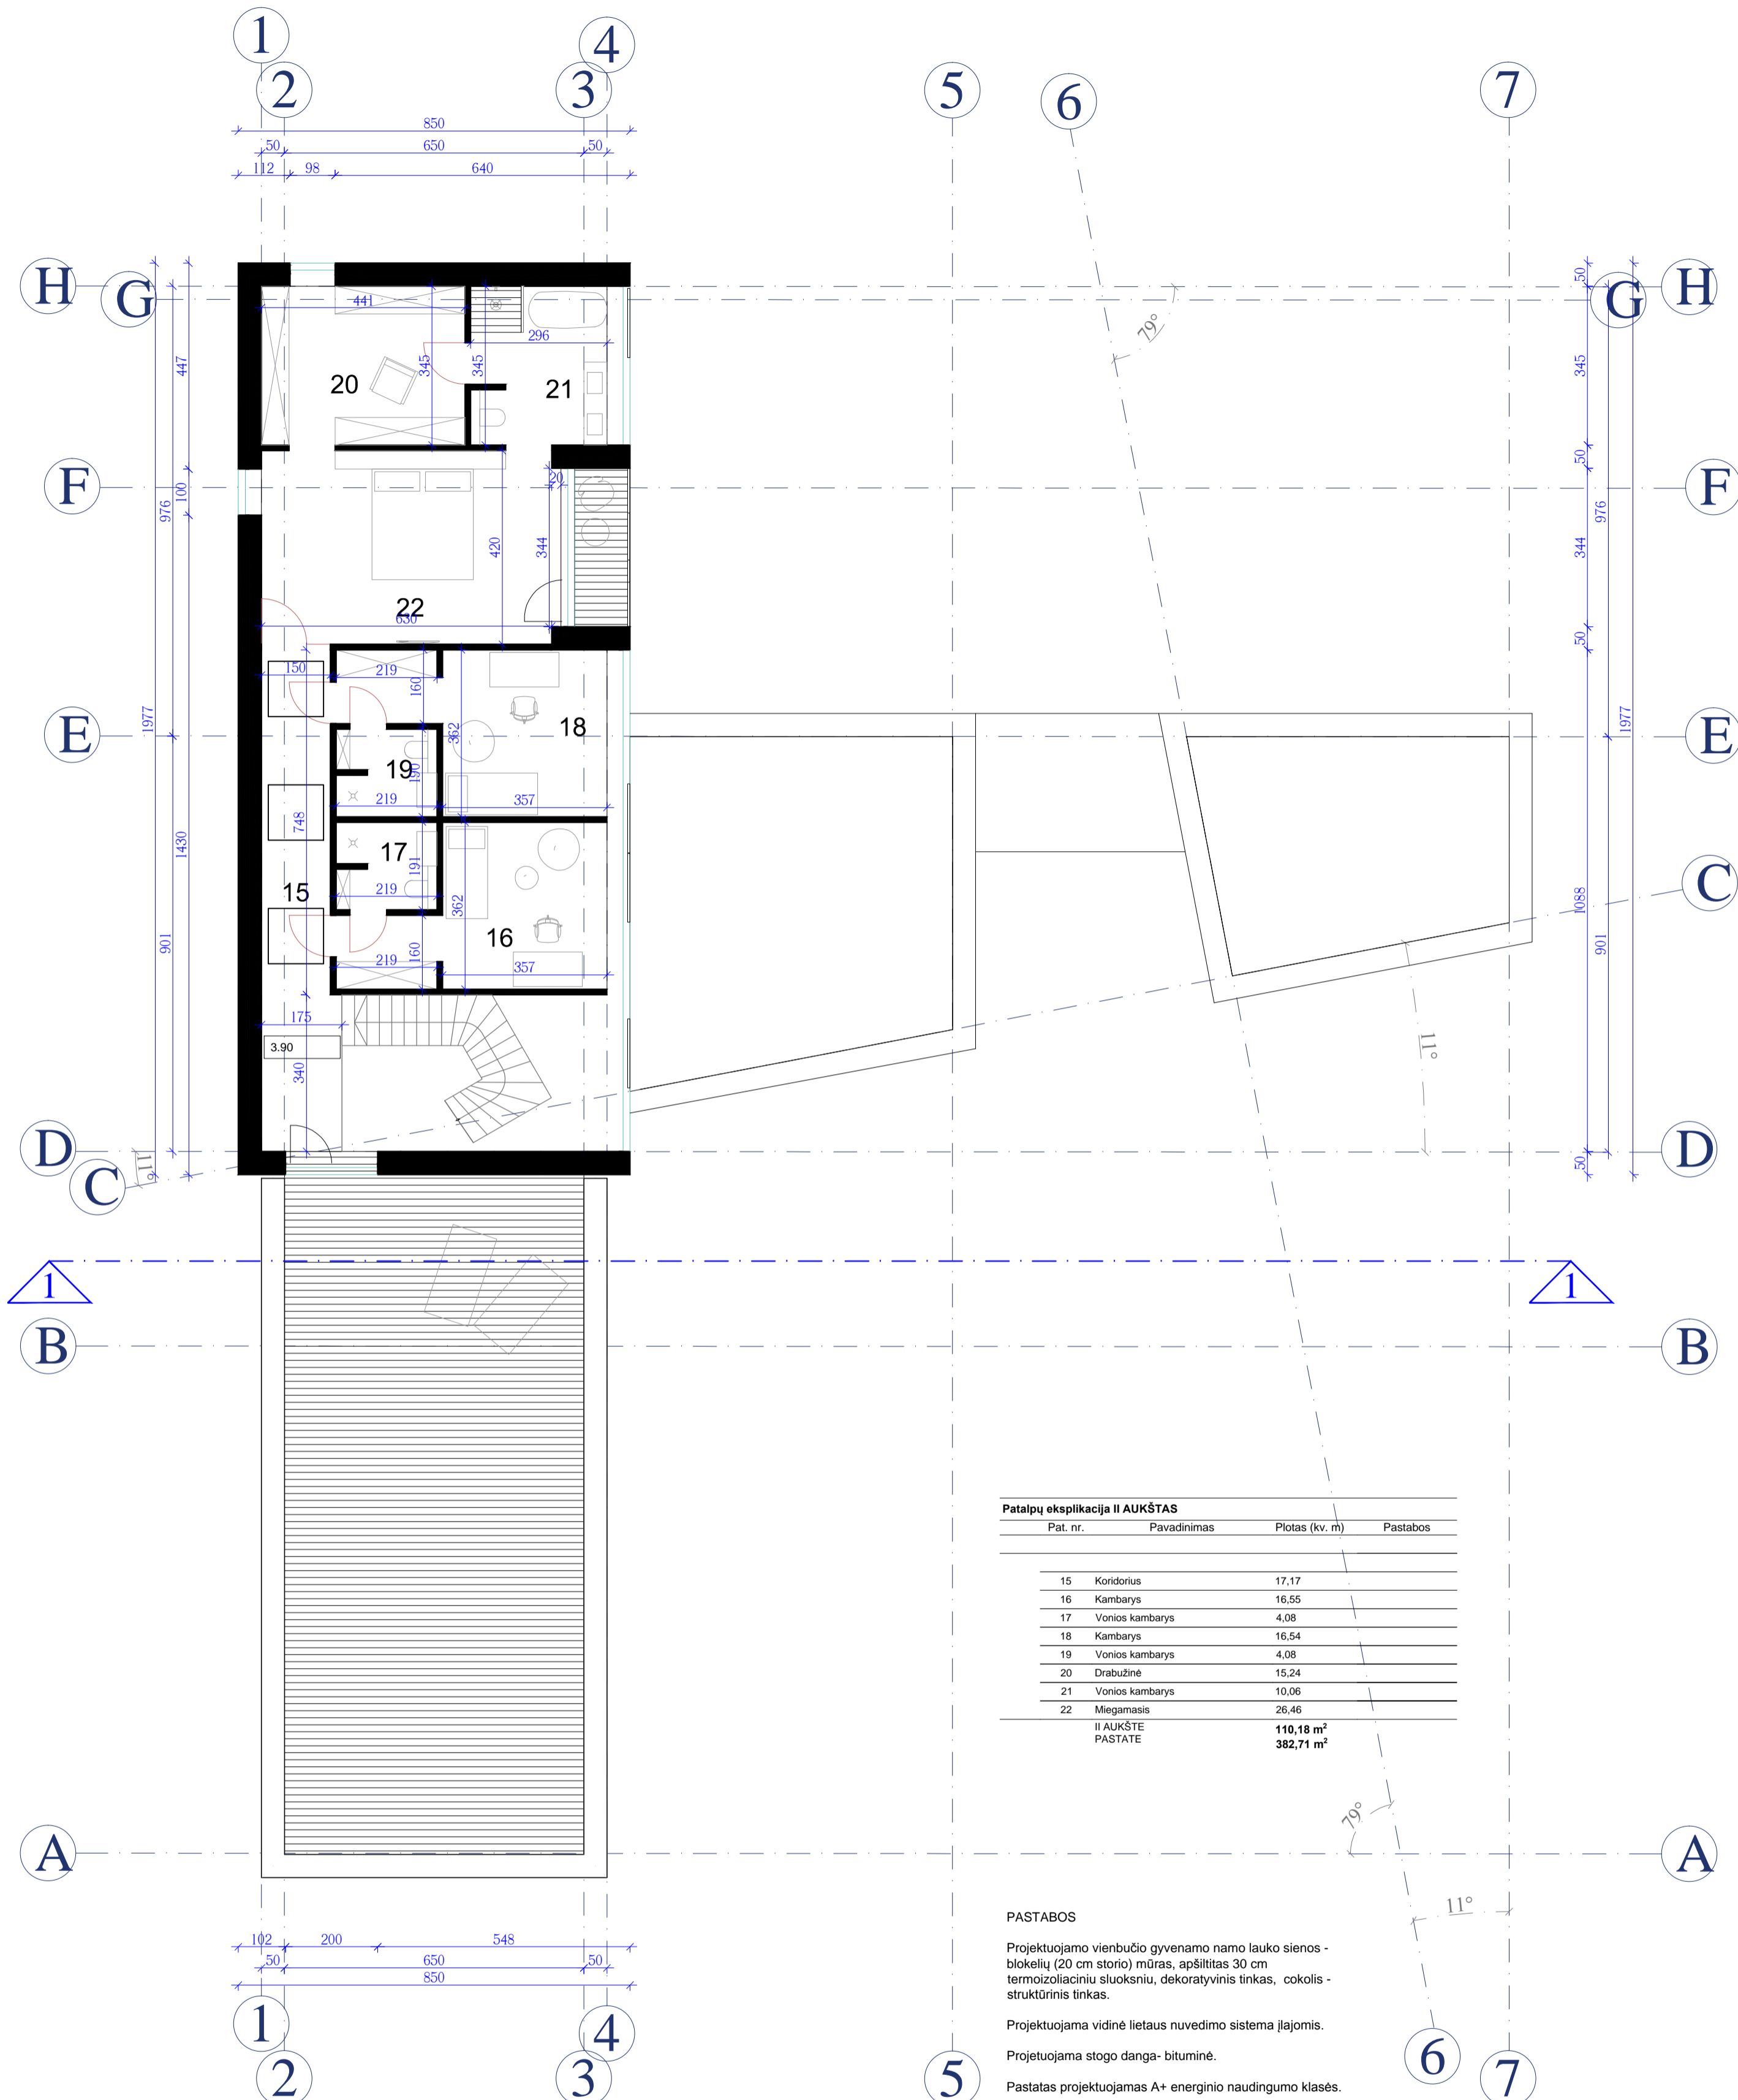 1
4
2
3
5
6
7
850
50
650
50
112
98
640
H
G
G
H
441
296
79°
50
345
345
345
447
20
21
50
F
F
20
100
976
976
420
344
344
22
630
50
150
219
160
1977
1977
18
362
E
E
19
190
219
357
748
1430
17
191
C
15
219
362
1088
16
901
901
160
219
357
175
3.90
340
11°
D
11°
C
D
50
1
1
B
B
Patalpų eksplikacija II AUKŠTAS
Pat. nr. Pavadinimas Plotas (kv. m) Pastabos
15 Koridorius 17,17
16 Kambarys 16,55
17 Vonios kambarys 4,08
18 Kambarys 16,54
19 Vonios kambarys 4,08
20 Drabužinė 15,24
21 Vonios kambarys 10,06
22 Miegamasis 26,46
II AUKŠTE 110,18 m²
PASTATE 382,71 m²
79°
A
A
11°
PASTABOS
Projektuojamo vienbučio gyvenamo namo lauko sienos -
blokelių (20 cm storio) mūras, apšiltitas 30 cm
termoizoliaciniu sluoksniu, dekoratyvinis tinkas, cokolis -
struktūrinis tinkas.
Projektuojama vidinė lietaus nuvedimo sistema įlajomis.
Projetuojama stogo danga- bituminė.
Pastatas projektuojamas A+ energinio naudingumo klasės.
102
200
548
50
650
50
850
1
4
2
3
5
6
7